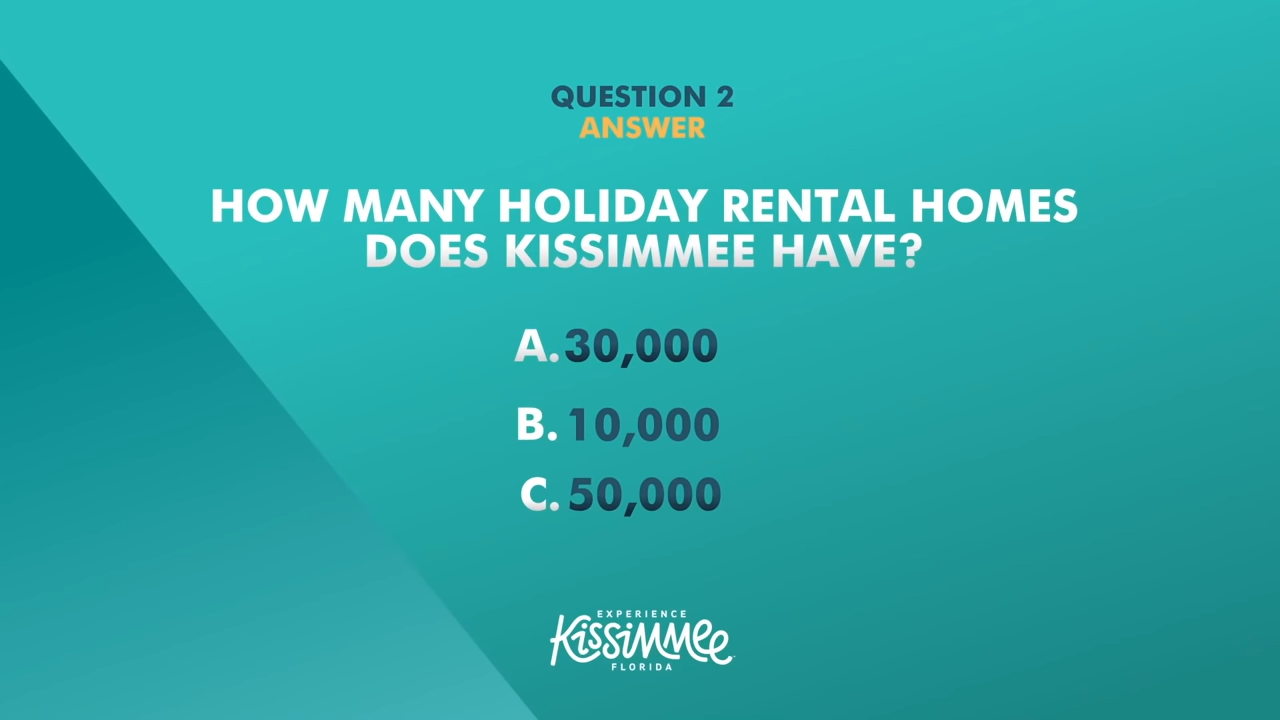 QUESTION 2
ANSWER
HOW MANY HOLIDAY RENTAL HOMES
DOES KISSIMMEE HAVE?
A. 30,000
B. 10,000
C. 50,000
EXPERIENCE
Kissimmee
FLORIDA